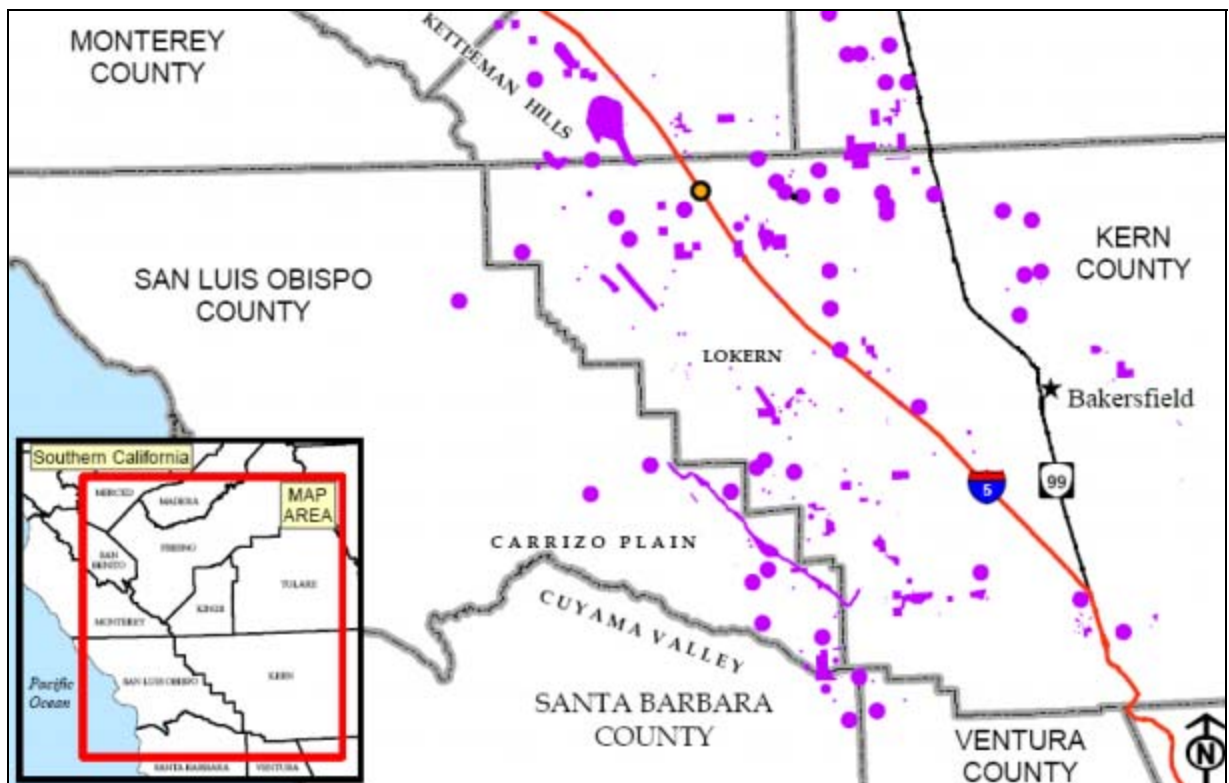 MONTEREY
COUNTY
KETTLEMAN HILLS
SAN LUIS OBISPO
COUNTY
KERN
COUNTY
LOKERN
Bakersfield
99
5
CARRIZO PLAIN
CUYAMA VALLEY
SANTA BARBARA
COUNTY
VENTURA
COUNTY
N
Southern California
MAP
AREA
MERCED
MADERA
FRESNO
SAN
BENITO
TULARE
KINGS
MONTEREY
SAN LUIS OBISPO
KERN
Pacific
Ocean
SANTA BARBARA
VENTURA